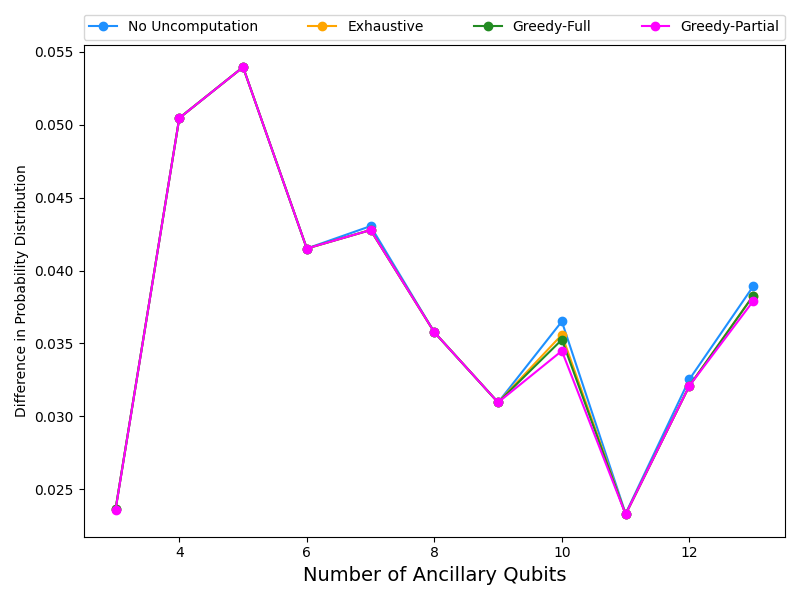 No Uncomputation Exhaustive Greedy-Full Greedy-Partial
0.055
0.050
0.045
0.040
0.035
0.030
0.025
Difference in Probability Distribution
4 6 8 10 12
Number of Ancillary Qubits